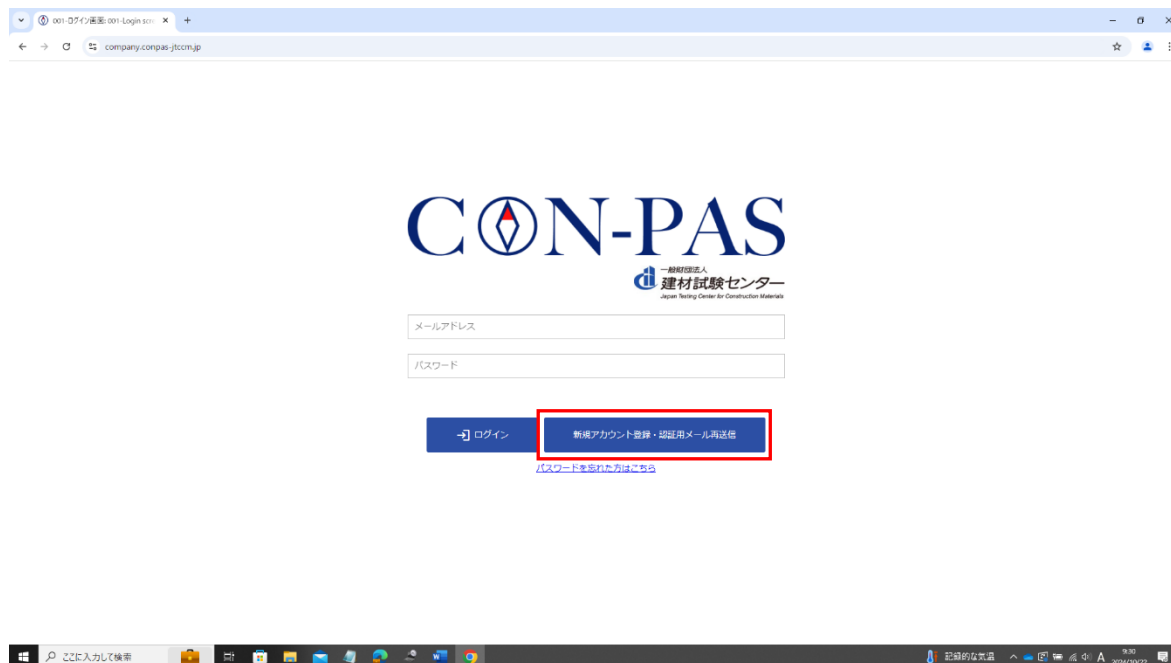 001-ログイン画面: 001-Login scr
company.conpas-jtccm.jp
CON-PAS
一般財団法人
建材試験センター
Japan Testing Center for Construction Materials
メールアドレス
パスワード
ログイン
新規アカウント登録・認証用メール再送信
パスワードを忘れた方はこちら
ここに入力して検索
記録的な気温
A
9:30
2024/10/22